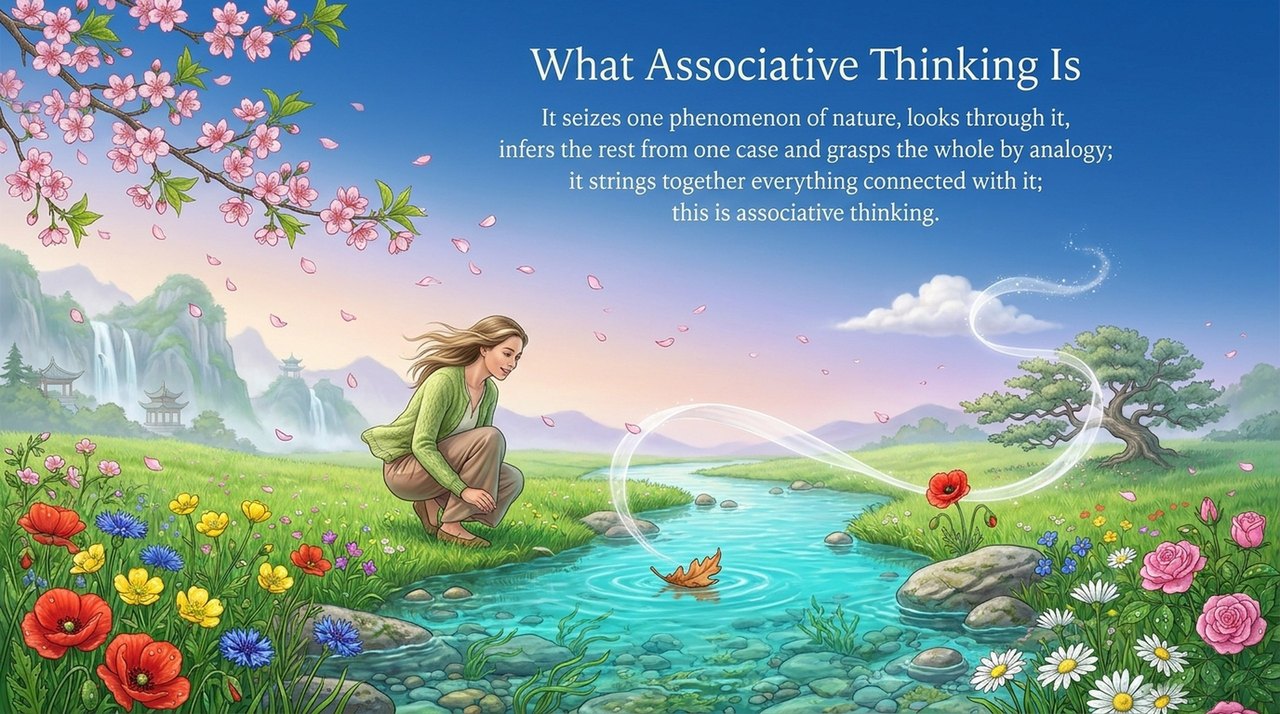 What Associative Thinking Is
It seizes one phenomenon of nature, looks through it,
infers the rest from one case and grasps the whole by analogy;
it strings together everything connected with it;
this is associative thinking.